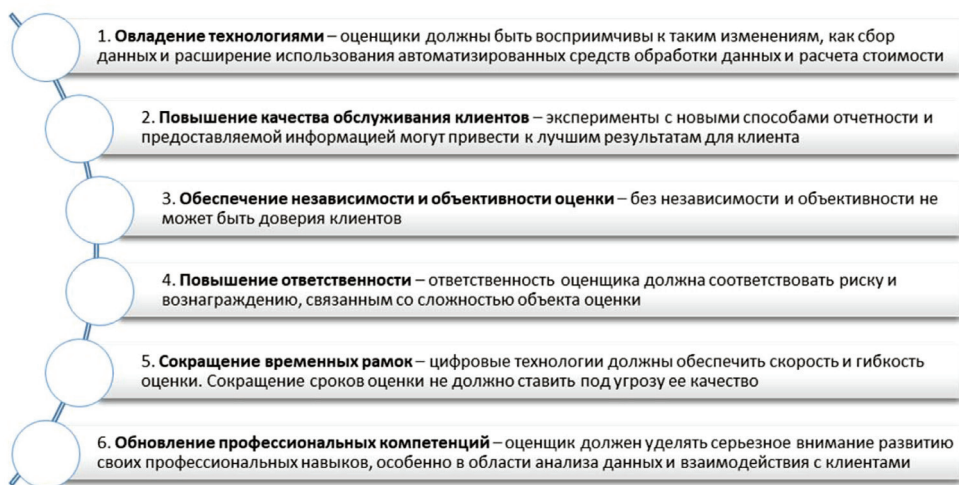 1. Овладение технологиями – оценщики должны быть восприимчивы к таким изменениям, как сбор
данных и расширение использования автоматизированных средств обработки данных и расчета стоимости
2. Повышение качества обслуживания клиентов – эксперименты с новыми способами отчетности и
предоставляемой информацией могут привести к лучшим результатам для клиента
3. Обеспечение независимости и объективности оценки – без независимости и объективности не
может быть доверия клиентов
4. Повышение ответственности – ответственность оценщика должна соответствовать риску и
вознаграждению, связанным со сложностью объекта оценки
5. Сокращение временных рамок – цифровые технологии должны обеспечить скорость и гибкость
оценки. Сокращение сроков оценки не должно ставить под угрозу ее качество
6. Обновление профессиональных компетенций – оценщик должен уделять серьезное внимание развитию
своих профессиональных навыков, особенно в области анализа данных и взаимодействия с клиентами